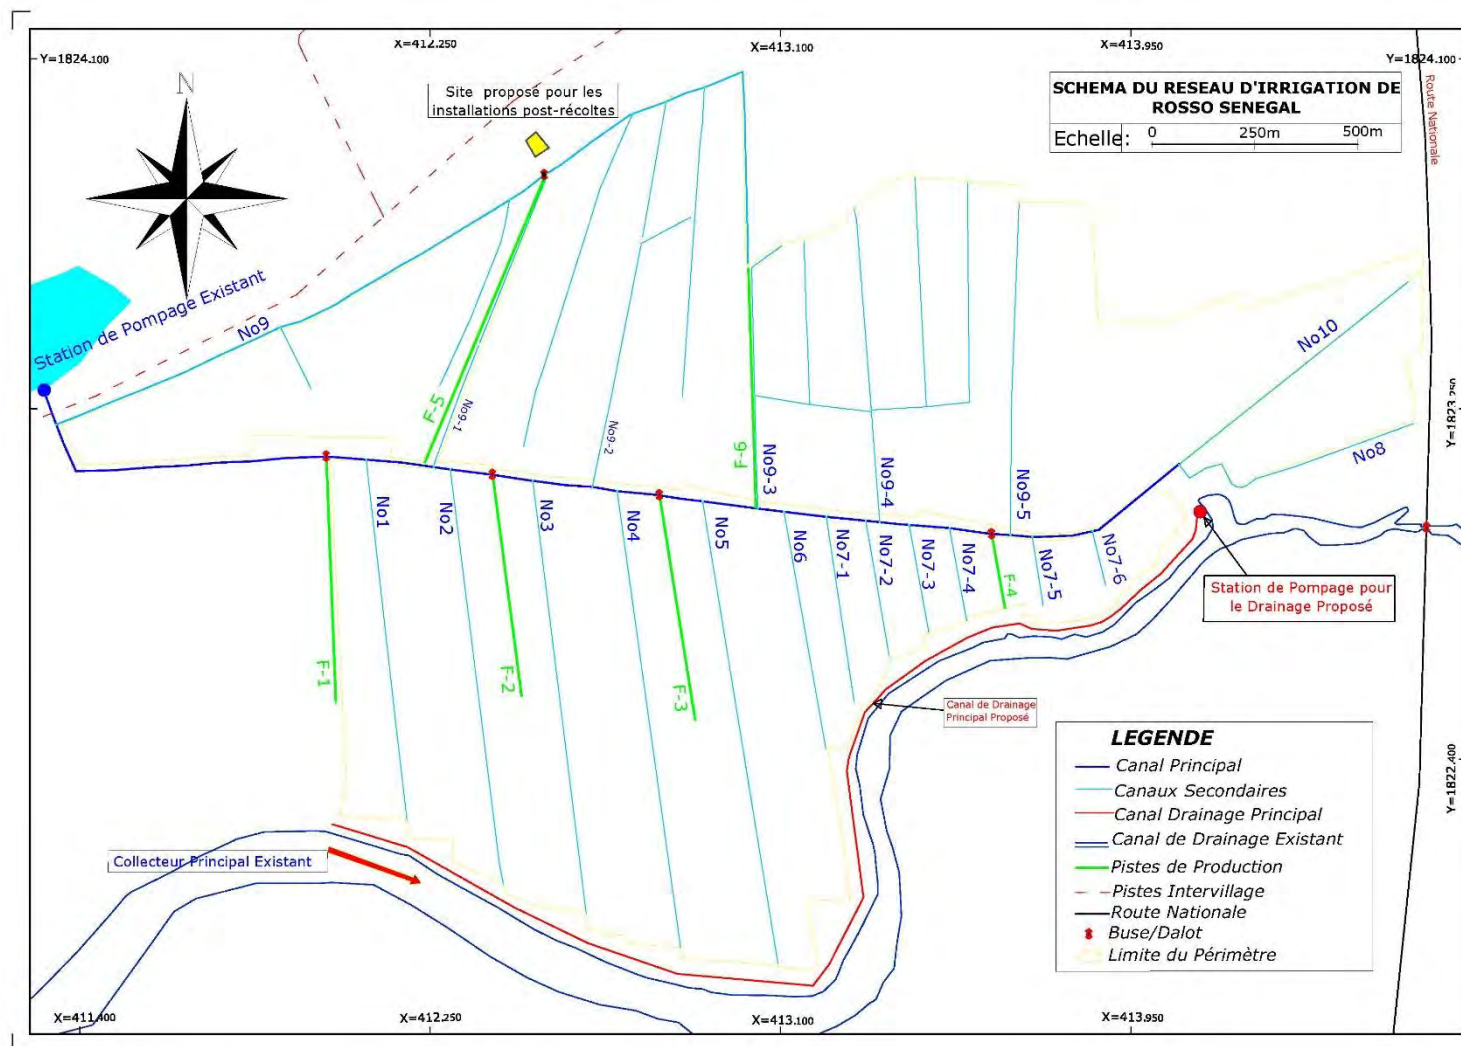 X=412.250
X=413.100
X=413.950
Y=1824.100
Y=1824.100
N
Site proposé pour les
installations post-récoltes
SCHEMA DU RESEAU D'IRRIGATION DE
ROSSO SENEGAL
Echelle: 0 250m 500m
Route Nationale
Station de Pompage Existant
No9
No10
F-5
No9-1
No9-2
F-6
No9-3
No9-4
No9-5
No8
Y=1823.250
No1
No2
No3
No4
No5
No6
No7-1
No7-2
No7-3
No7-4
F-4
No7-5
No7-6
Station de Pompage pour
le Drainage Proposé
F-1
F-2
F-3
Canal de Drainage
Principal Proposé
LEGENDE
Canal Principal
Canaux Secondaires
Canal Drainage Principal
Canal de Drainage Existant
Pistes de Production
Pistes Intervillage
Route Nationale
Buse/Dalot
Limite du Périmètre
Y=1822.400
Collecteur Principal Existant
X=411.400
X=412.250
X=413.100
X=413.950